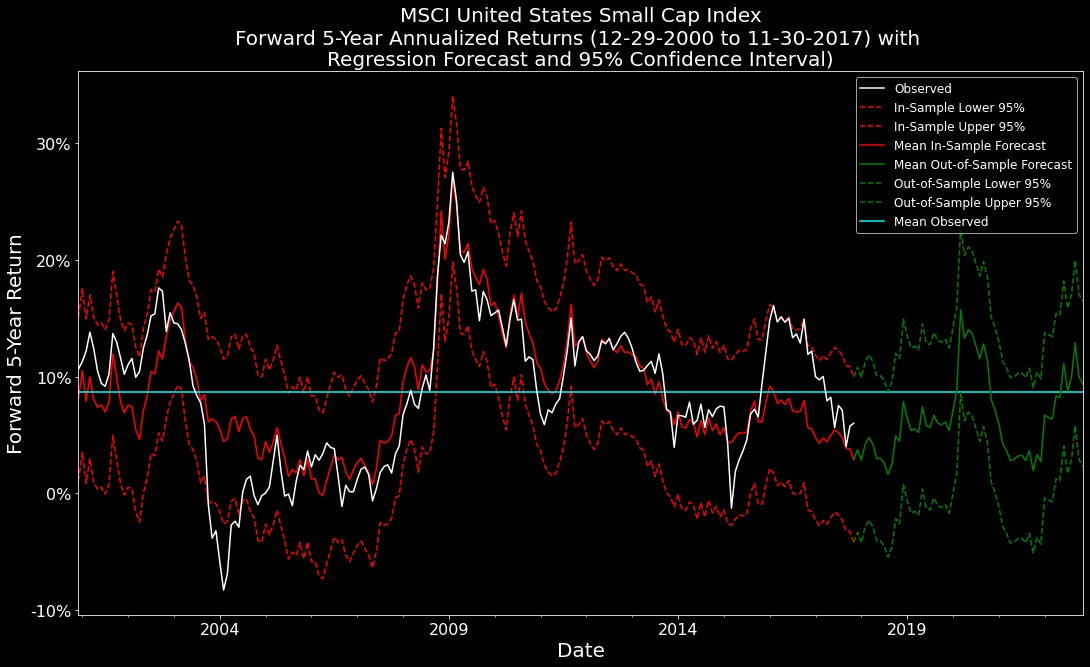 MSCI United States Small Cap Index
Forward 5-Year Annualized Returns (12-29-2000 to 11-30-2017) with
Regression Forecast and 95% Confidence Interval)
Observed
In-Sample Lower 95%
In-Sample Upper 95%
Mean In-Sample Forecast
Mean Out-of-Sample Forecast
Out-of-Sample Lower 95%
Out-of-Sample Upper 95%
Mean Observed
Forward 5-Year Return
30%
20%
10%
0%
-10%
2004 2009 2014 2019
Date